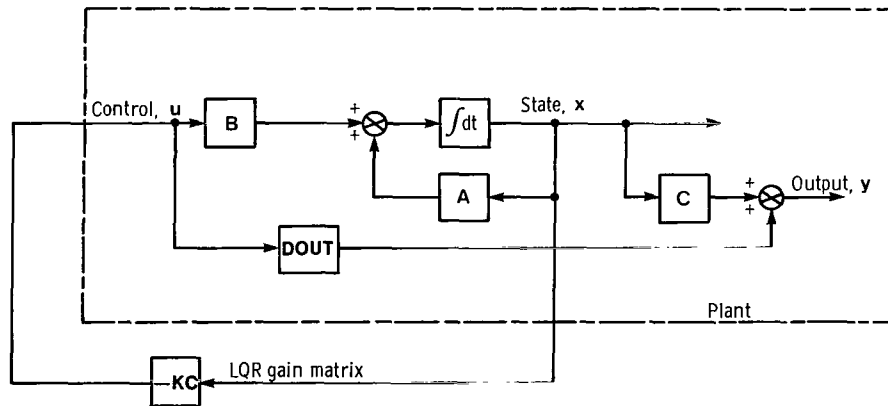 Control, u
B
+
+
∫dt
State, x
A
C
+
+
Output, y
DOUT
Plant
—KC
LQR gain matrix